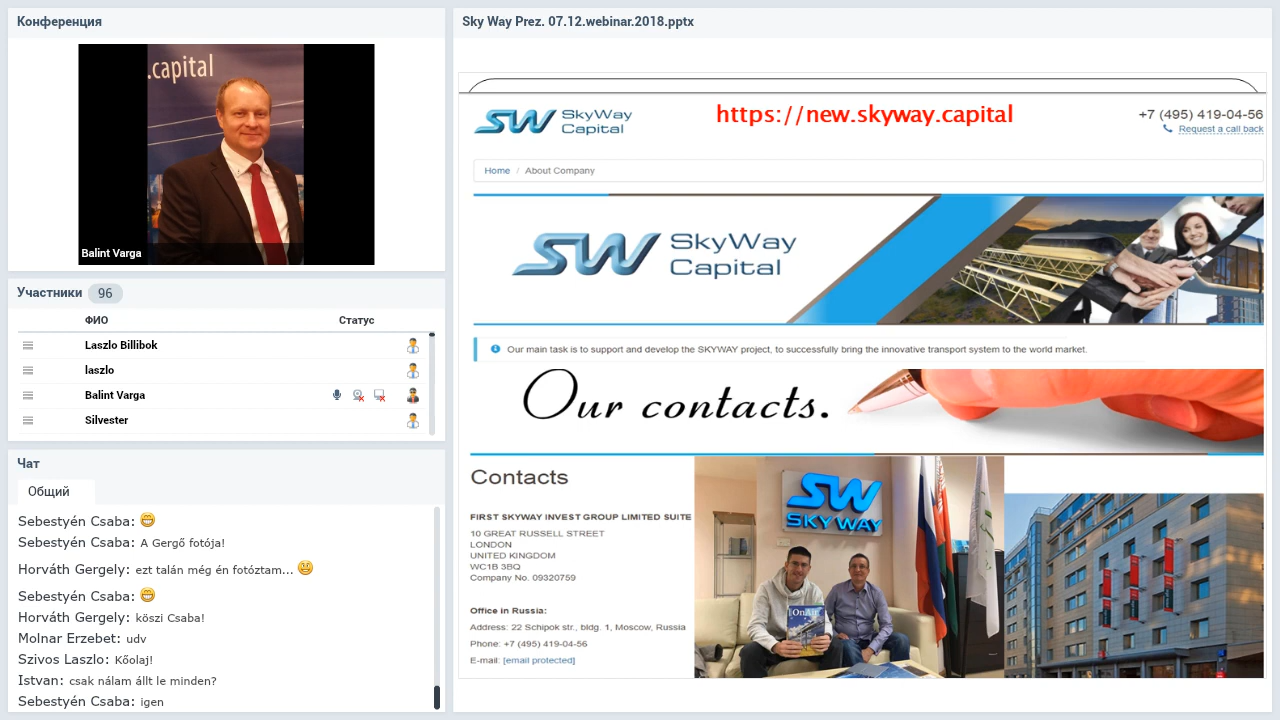 Конференция
.capital
Balint Varga
Участники 96
ФИО Статус
Laszlo Billibok
laszlo
Balint Varga
Silvester
Чат
Общий
Sebestyén Csaba:
Sebestyén Csaba: A Gergő fotója!
Horváth Gergely: ezt talán még én fotóztam...
Sebestyén Csaba:
Horváth Gergely: köszi Csaba!
Molnar Erzebet: udv
Szivos Laszlo: Kőolaj!
Istvan: csak nálam állt le minden?
Sebestyén Csaba: igen
Sky Way Prez. 07.12.webinar.2018.pptx
SW SkyWay
Capital
https://new.skyway.capital
+7 (495) 419-04-56
Request a call back
Home / About Company
SW SkyWay
Capital
Our main task is to support and develop the SKYWAY project, to successfully bring the innovative transport system to the world market.
Our contacts.
Contacts
FIRST SKYWAY INVEST GROUP LIMITED SUITE
10 GREAT RUSSELL STREET
LONDON
UNITED KINGDOM
WC1B 3BQ
Company No. 09320759
Office in Russia:
Address: 22 Schipok str., bldg. 1, Moscow, Russia
Phone: +7 (495) 419-04-56
E-mail: [email protected]
SW
SKYWAY
OnAir